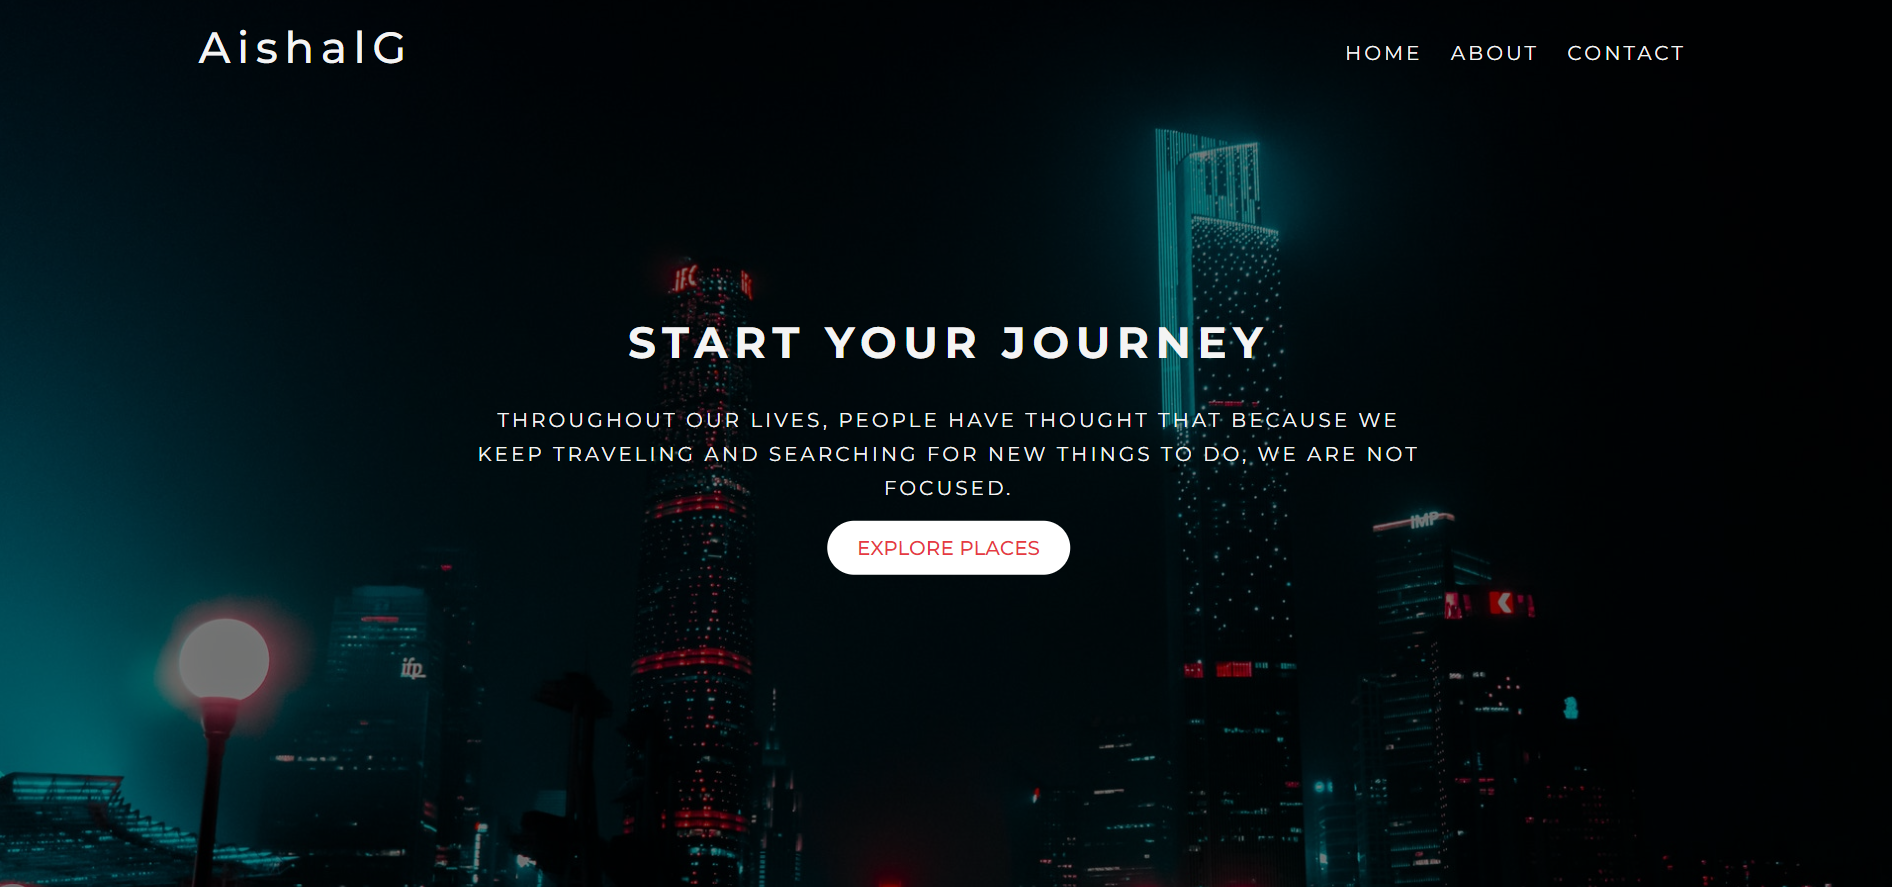 AishalG
HOME ABOUT CONTACT
START YOUR JOURNEY
THROUGHOUT OUR LIVES, PEOPLE HAVE THOUGHT THAT BECAUSE WE
KEEP TRAVELING AND SEARCHING FOR NEW THINGS TO DO, WE ARE NOT
FOCUSED.
EXPLORE PLACES
IFC
IMP
ifp